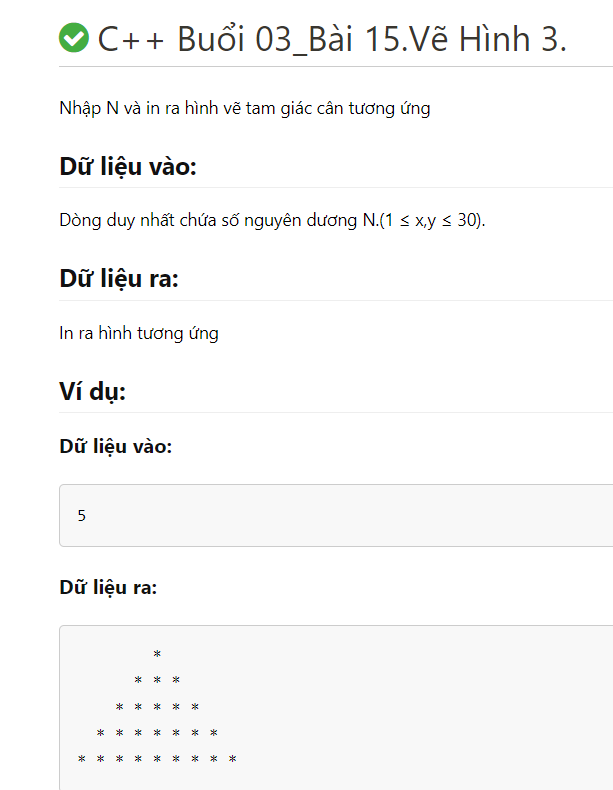 C++ Buổi 03_Bài 15.Vẽ Hình 3.
Nhập N và in ra hình vẽ tam giác cân tương ứng
Dữ liệu vào:
Dòng duy nhất chứa số nguyên dương N.(1 ≤ x,y ≤ 30).
Dữ liệu ra:
In ra hình tương ứng
Ví dụ:
Dữ liệu vào:
5
Dữ liệu ra:
        *
      * * *
    * * * * *
  * * * * * * *
* * * * * * * * *